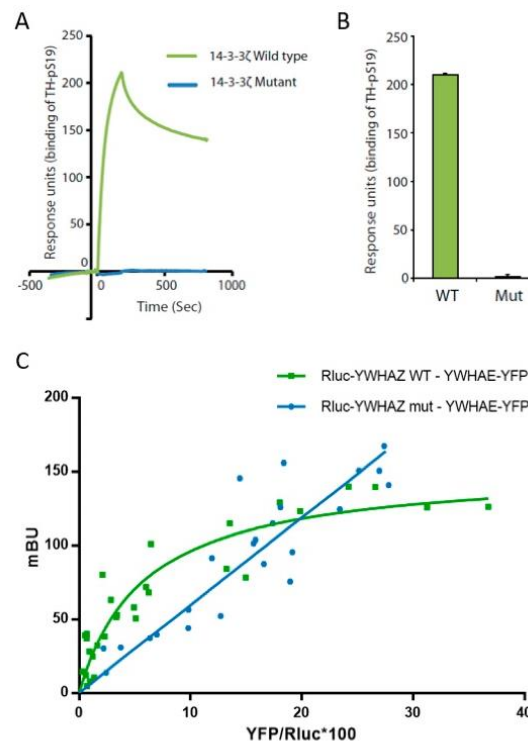 A
14-3-3ζ Wild type
14-3-3ζ Mutant
Response units (binding of TH-pS19)
250
200
150
100
50
0
-500
0
500
1000
Time (Sec)
B
Response units (binding of TH-pS19)
250
200
150
100
50
0
WT
Mut
C
Rluc-YWHAZ WT - YWHAE-YFP
Rluc-YWHAZ mut - YWHAE-YFP
mBU
200
150
100
50
0
0
10
20
30
40
YFP/Rluc*100